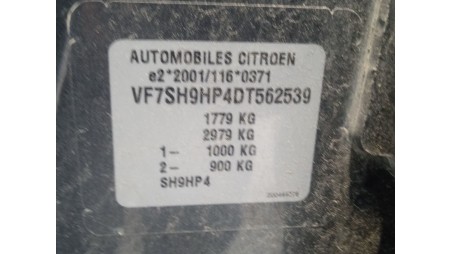 AUTOMOBILES CITROEN
e2*2001/116*0371
VF7SH9HP4DT562539
1779 KG
2979 KG
1- 1000 KG
2- 900 KG
SH9HP4